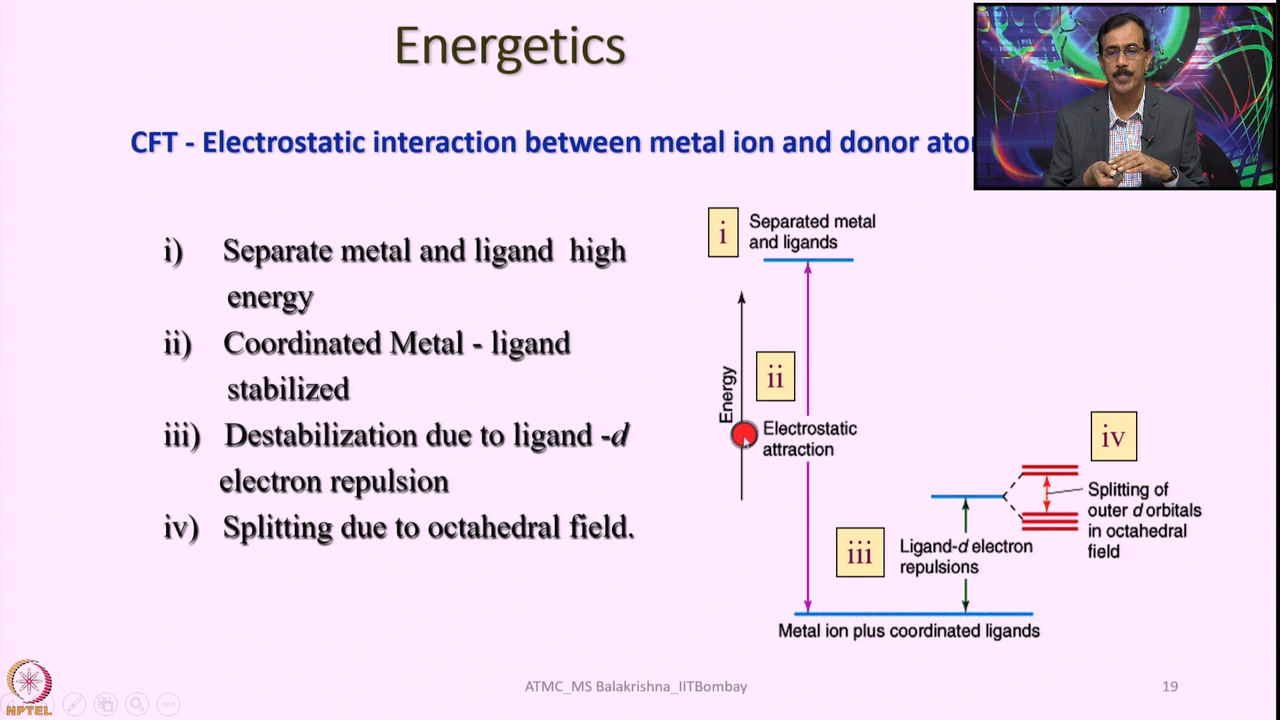 Energetics
CFT - Electrostatic interaction between metal ion and donor
i) Separate metal and ligand high
energy
ii) Coordinated Metal - ligand
stabilized
iii) Destabilization due to ligand -d
electron repulsion
iv) Splitting due to octahedral field.
i
Separated metal
and ligands
ii
Energy
Electrostatic
attraction
iii
Ligand-d electron
repulsions
iv
Splitting of
outer d orbitals
in octahedral
field
Metal ion plus coordinated ligands
NPTEL
ATMC_MS Balakrishna_IITBombay
19